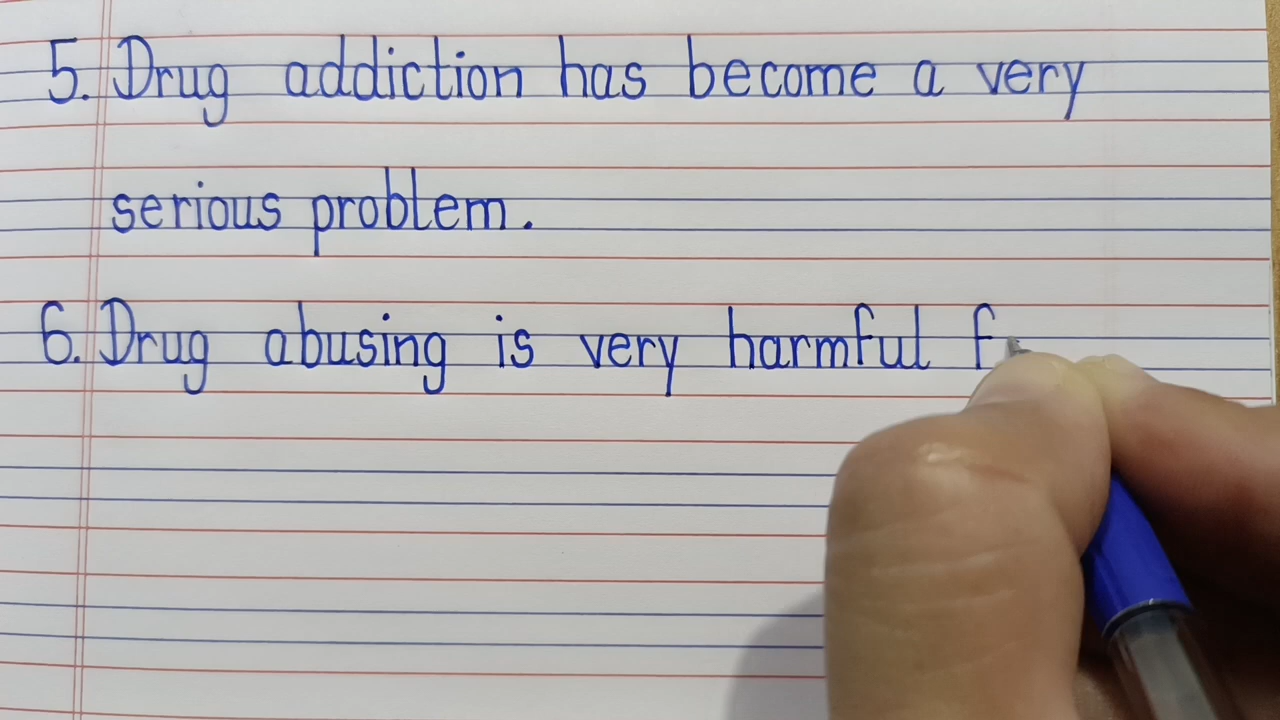 5. Drug addiction has become a very
serious problem.
6. Drug abusing is very harmful f